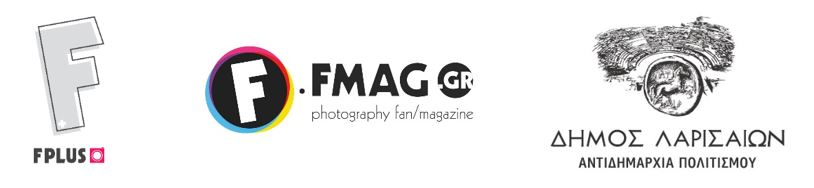 F
FPLUS
F
.FMAG.GR
photography fan/magazine
ΔΗΜΟΣ ΛΑΡΙΣΑΙΩΝ
ΑΝΤΙΔΗΜΑΡΧΙΑ ΠΟΛΙΤΙΣΜΟΥ